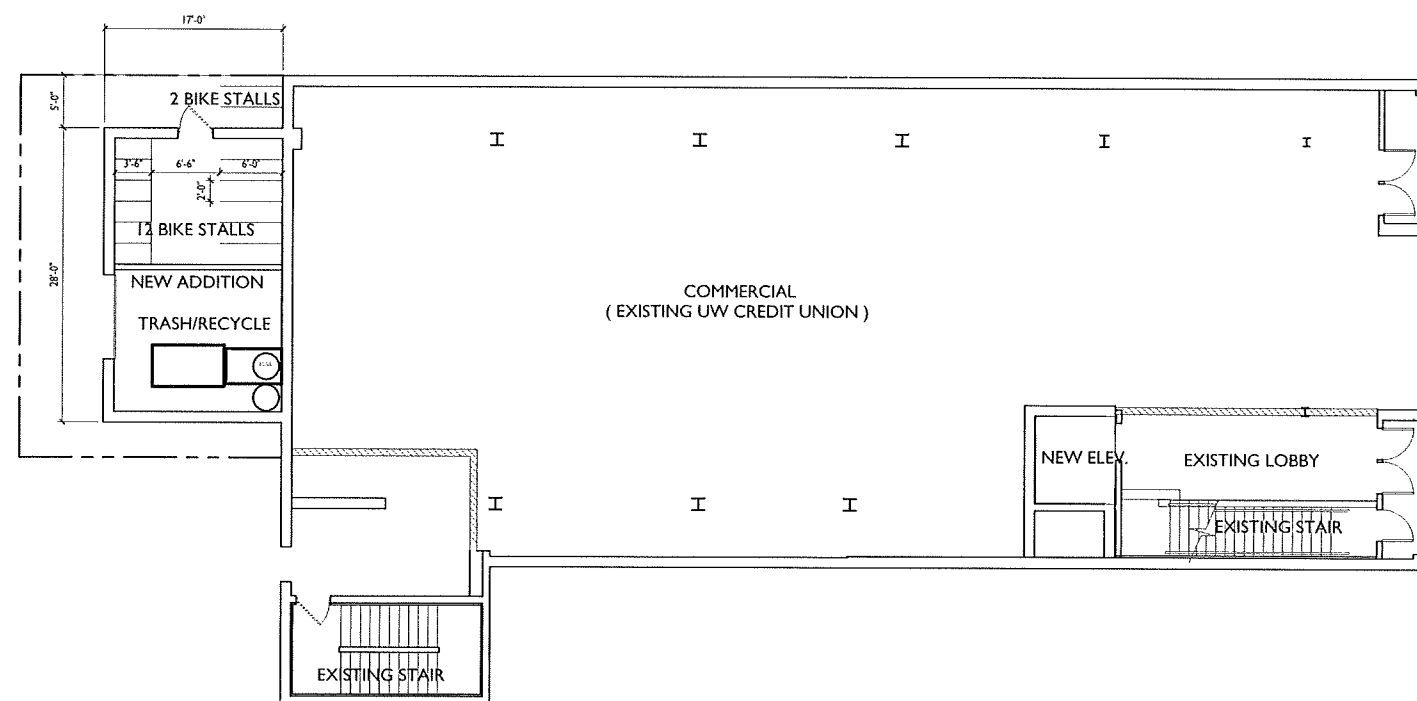 17'-0"
5'-0"
2 BIKE STALLS
3'-6"
6'-6"
6'-0"
2'-0"
12 BIKE STALLS
28'-0"
NEW ADDITION
TRASH/RECYCLE
COMMERCIAL
( EXISTING UW CREDIT UNION )
NEW ELEV.
EXISTING LOBBY
EXISTING STAIR
EXISTING STAIR